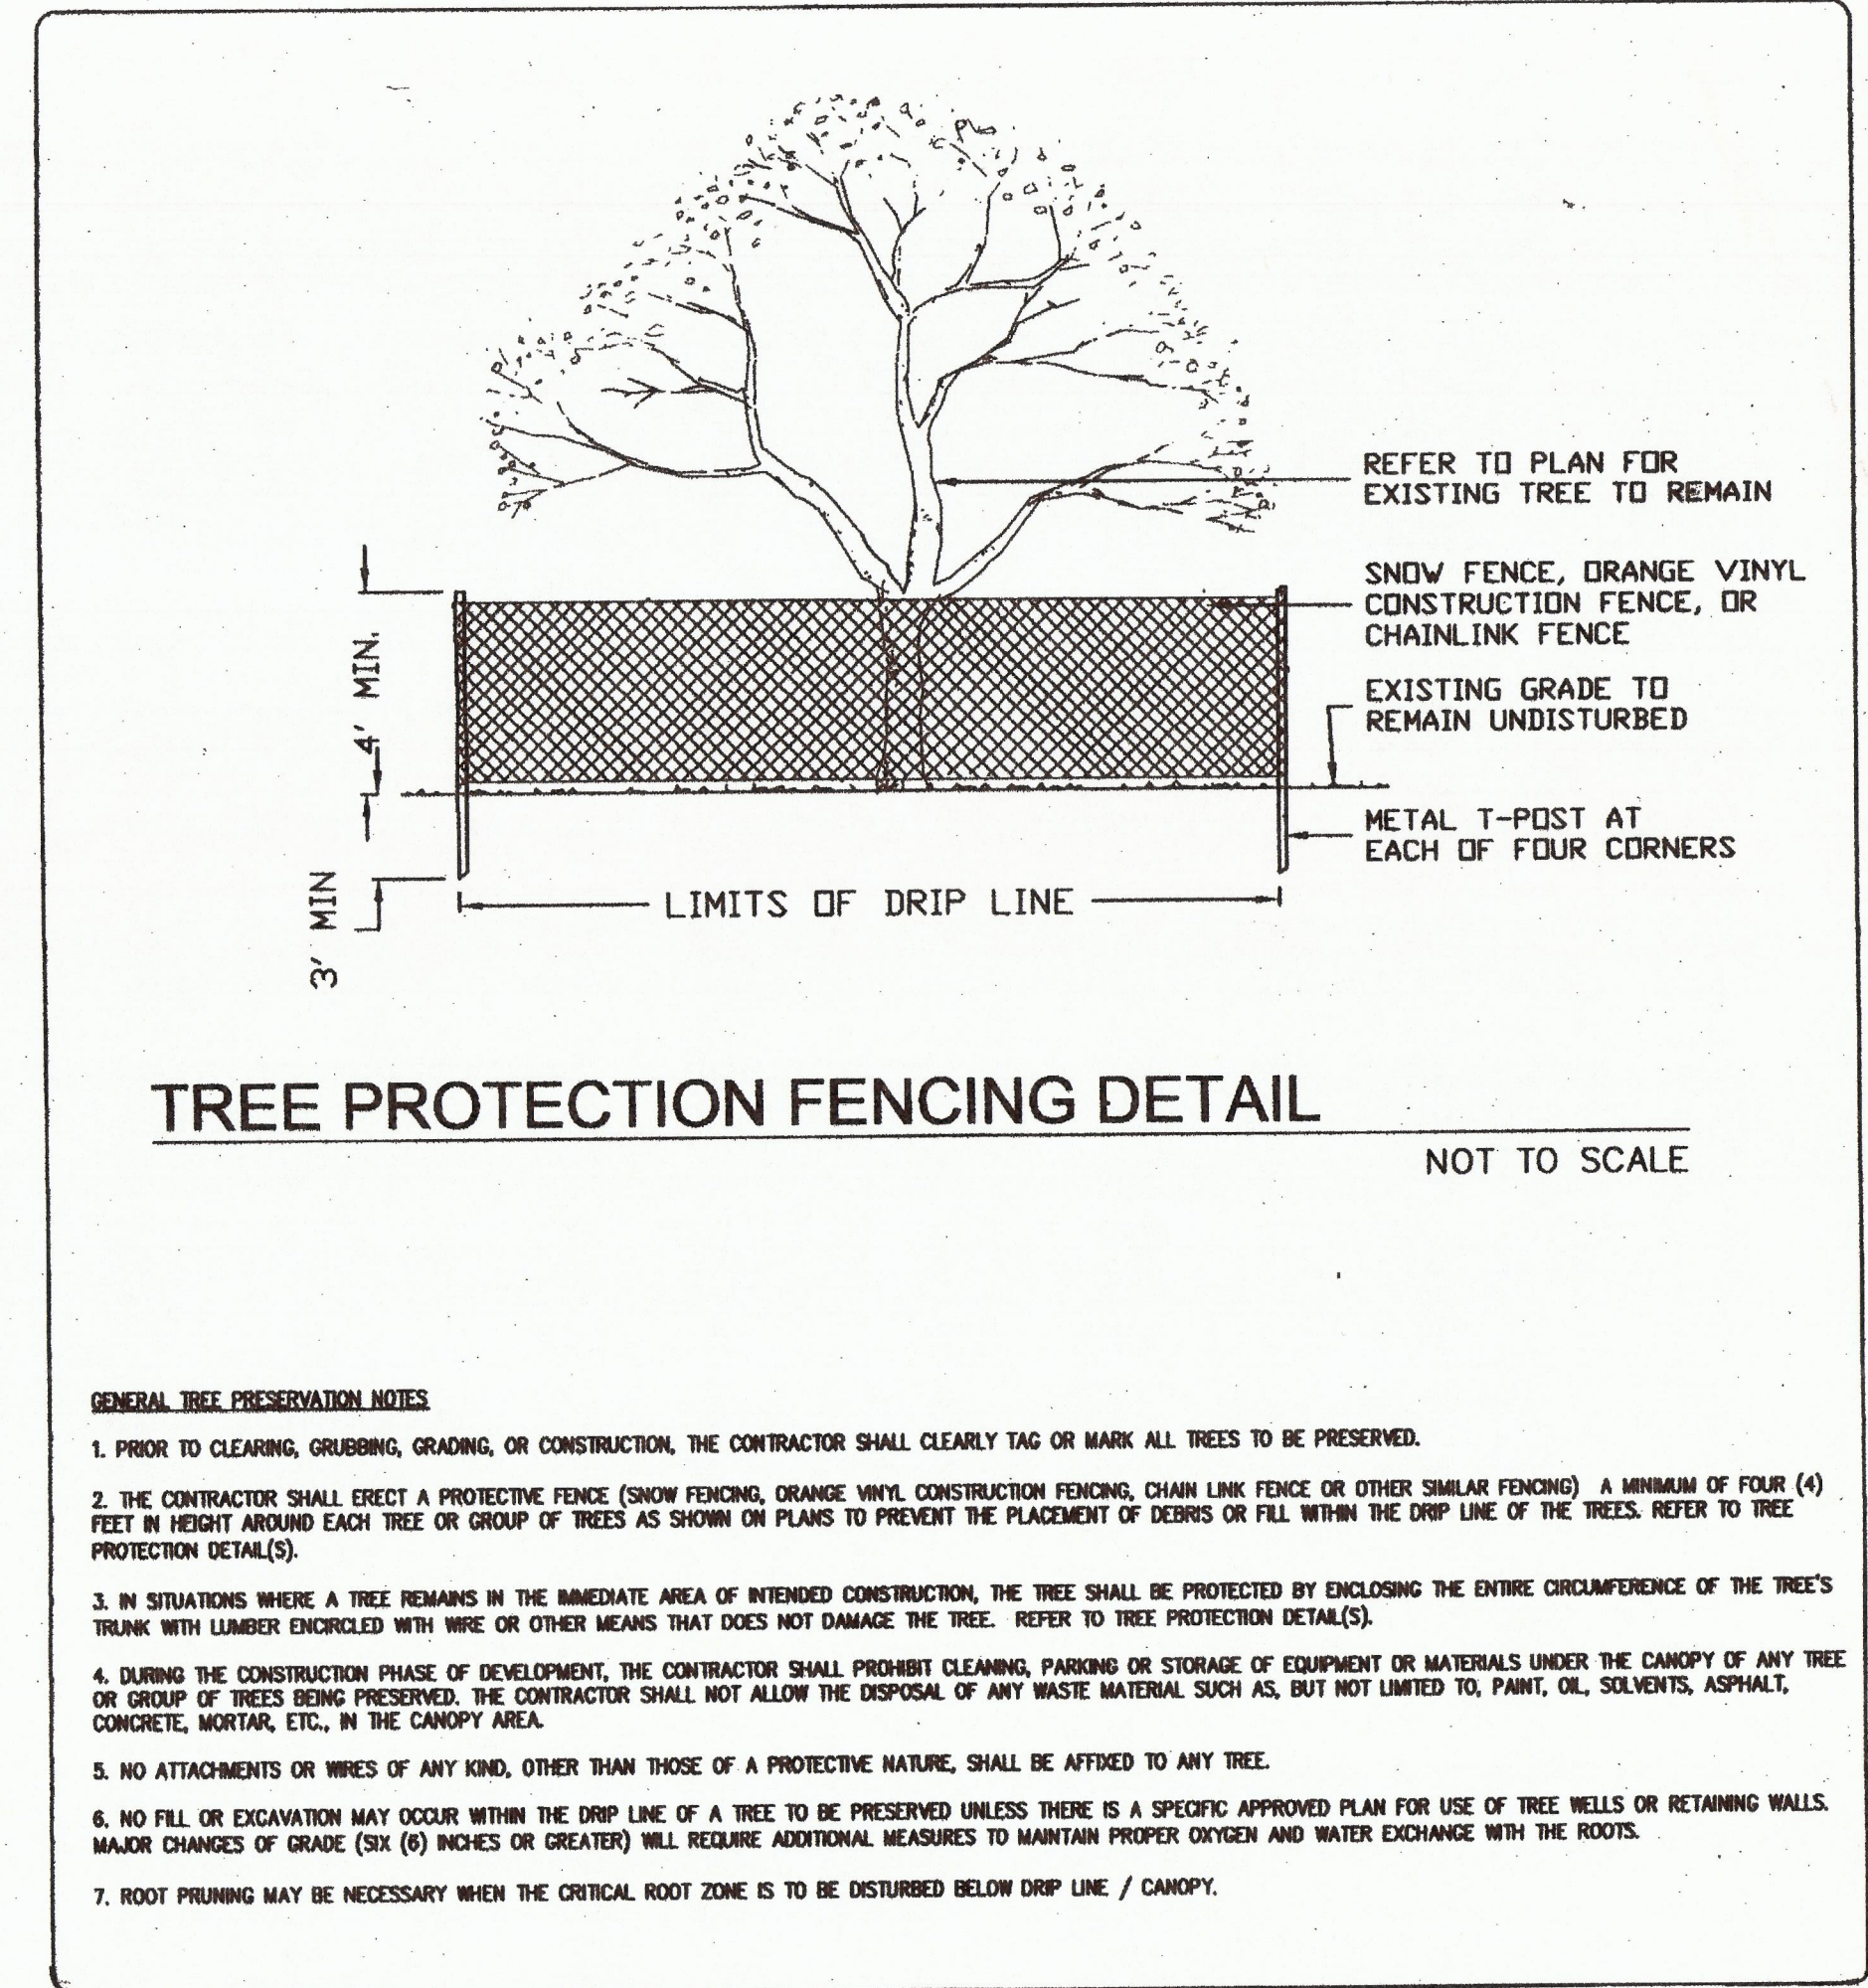 REFER TO PLAN FOR
EXISTING TREE TO REMAIN
SNOW FENCE, ORANGE VINYL
CONSTRUCTION FENCE, OR
CHAINLINK FENCE
4' MIN.
EXISTING GRADE TO
REMAIN UNDISTURBED
METAL T-POST AT
EACH OF FOUR CORNERS
3' MIN
LIMITS OF DRIP LINE
TREE PROTECTION FENCING DETAIL
NOT TO SCALE
GENERAL TREE PRESERVATION NOTES
1. PRIOR TO CLEARING, GRUBBING, GRADING, OR CONSTRUCTION, THE CONTRACTOR SHALL CLEARLY TAG OR MARK ALL TREES TO BE PRESERVED.
2. THE CONTRACTOR SHALL ERECT A PROTECTIVE FENCE (SNOW FENCING, ORANGE VINYL CONSTRUCTION FENCING, CHAIN LINK FENCE OR OTHER SIMILAR FENCING) A MINIMUM OF FOUR (4)
FEET IN HEIGHT AROUND EACH TREE OR GROUP OF TREES AS SHOWN ON PLANS TO PREVENT THE PLACEMENT OF DEBRIS OR FILL WITHIN THE DRIP LINE OF THE TREES. REFER TO TREE
PROTECTION DETAIL(S).
3. IN SITUATIONS WHERE A TREE REMAINS IN THE IMMEDIATE AREA OF INTENDED CONSTRUCTION, THE TREE SHALL BE PROTECTED BY ENCLOSING THE ENTIRE CIRCUMFERENCE OF THE TREE'S
TRUNK WITH LUMBER ENCIRCLED WITH WIRE OR OTHER MEANS THAT DOES NOT DAMAGE THE TREE. REFER TO TREE PROTECTION DETAIL(S).
4. DURING THE CONSTRUCTION PHASE OF DEVELOPMENT, THE CONTRACTOR SHALL PROHIBIT CLEANING, PARKING OR STORAGE OF EQUIPMENT OR MATERIALS UNDER THE CANOPY OF ANY TREE
OR GROUP OF TREES BEING PRESERVED. THE CONTRACTOR SHALL NOT ALLOW THE DISPOSAL OF ANY WASTE MATERIAL SUCH AS, BUT NOT LIMITED TO, PAINT, OIL, SOLVENTS, ASPHALT,
CONCRETE, MORTAR, ETC., IN THE CANOPY AREA.
5. NO ATTACHMENTS OR WIRES OF ANY KIND, OTHER THAN THOSE OF A PROTECTIVE NATURE, SHALL BE AFFIXED TO ANY TREE.
6. NO FILL OR EXCAVATION MAY OCCUR WITHIN THE DRIP LINE OF A TREE TO BE PRESERVED UNLESS THERE IS A SPECIFIC APPROVED PLAN FOR USE OF TREE WELLS OR RETAINING WALLS.
MAJOR CHANGES OF GRADE (SIX (6) INCHES OR GREATER) WILL REQUIRE ADDITIONAL MEASURES TO MAINTAIN PROPER OXYGEN AND WATER EXCHANGE WITH THE ROOTS.
7. ROOT PRUNING MAY BE NECESSARY WHEN THE CRITICAL ROOT ZONE IS TO BE DISTURBED BELOW DRIP LINE / CANOPY.